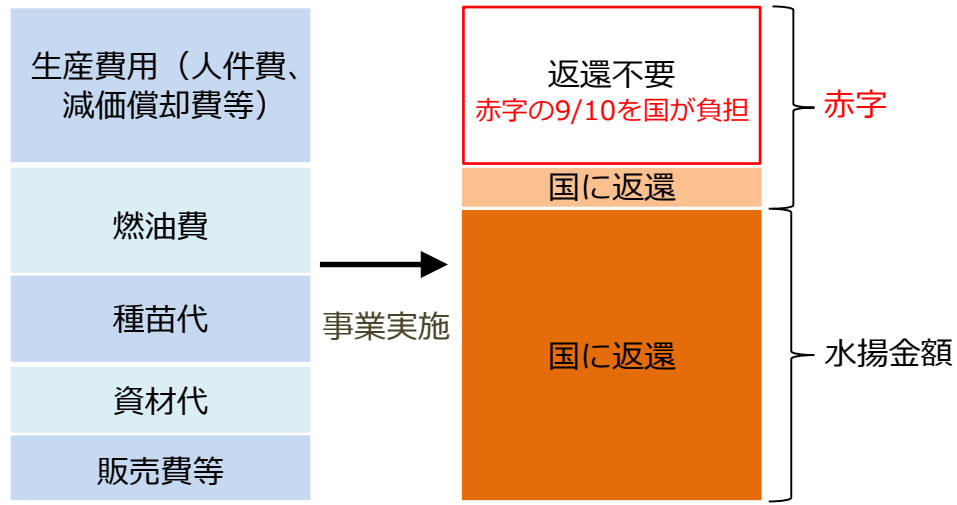 生産費用（人件費、
減価償却費等）
燃油費
種苗代
資材代
販売費等
事業実施
返還不要
赤字の9/10を国が負担
国に返還
国に返還
赤字
水揚金額